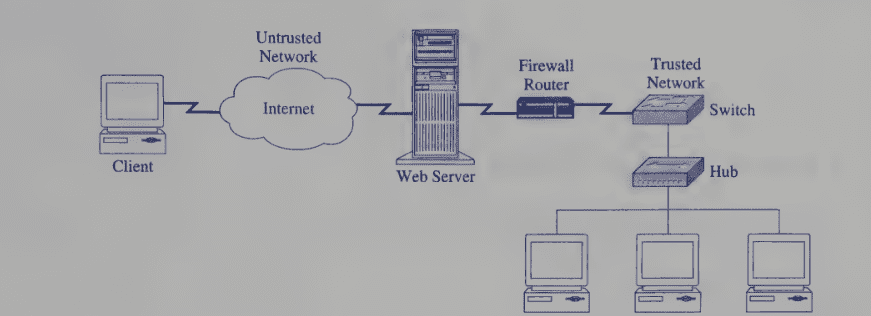 Untrusted
Network
Internet
Client
Web Server
Firewall
Router
Trusted
Network
Switch
Hub